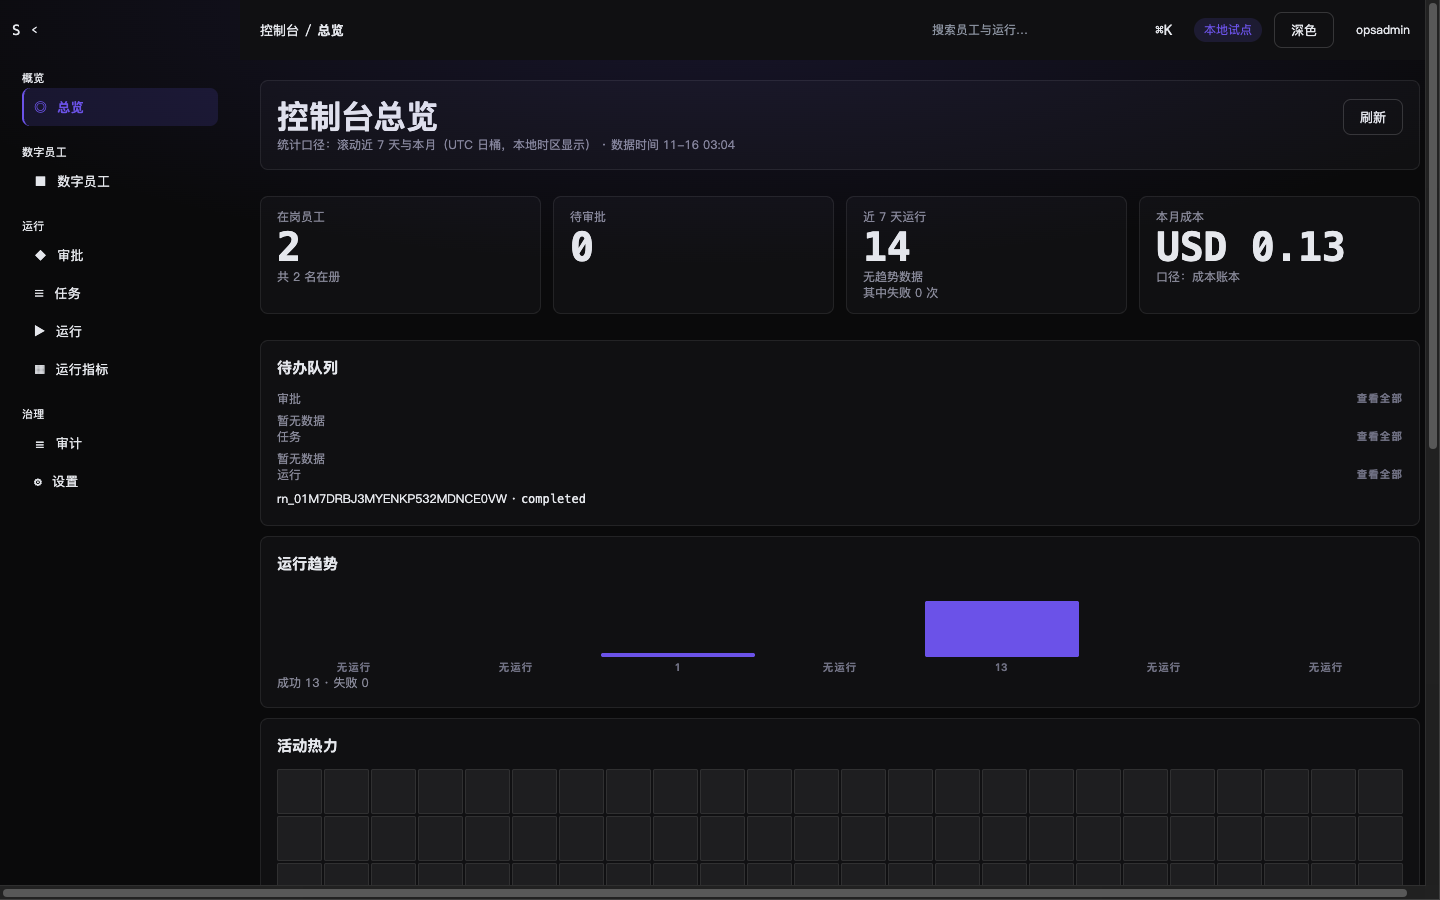 S <
控制台 / 总览
搜索员工与运行...
⌘K
本地试点
深色
opsadmin
概览
总览
数字员工
数字员工
运行
审批
任务
运行
运行指标
治理
审计
设置
控制台总览
统计口径：滚动近 7 天与本月（UTC 日桶，本地时区显示） · 数据时间 11-16 03:04
刷新
在岗员工
2
共 2 名在册
待审批
0
近 7 天运行
14
无趋势数据
其中失败 0 次
本月成本
USD 0.13
口径：成本账本
待办队列
审批 查看全部
暂无数据
任务 查看全部
暂无数据
运行 查看全部
rn_01M7DRBJ3MYENKP532MDNCE0VW · completed
运行趋势
无运行 无运行 1 无运行 13 无运行 无运行
成功 13 · 失败 0
活动热力